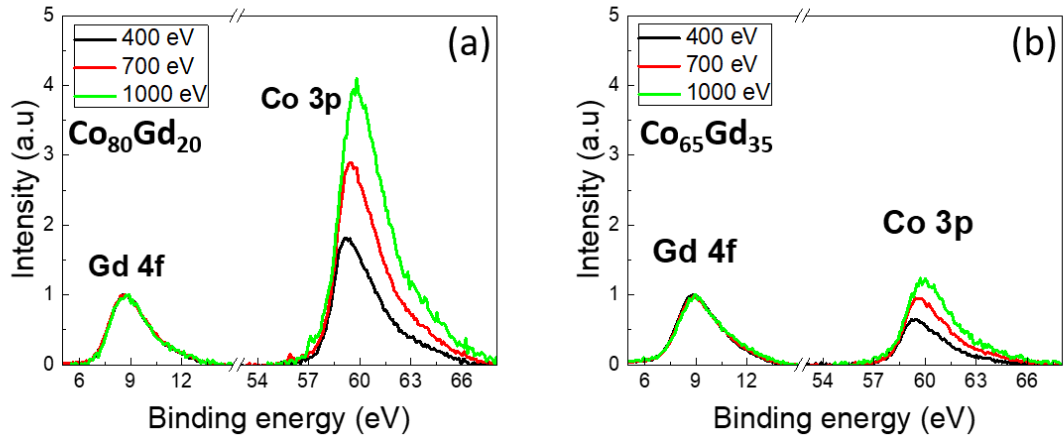 (a)
400 eV
700 eV
1000 eV
Co80Gd20
Gd 4f
Co 3p
Intensity (a.u)
5
4
3
2
1
0
6 9 12 54 57 60 63 66
Binding energy (eV)
(b)
400 eV
700 eV
1000 eV
Co65Gd35
Gd 4f
Co 3p
Intensity (a.u)
5
4
3
2
1
0
6 9 12 54 57 60 63 66
Binding energy (eV)